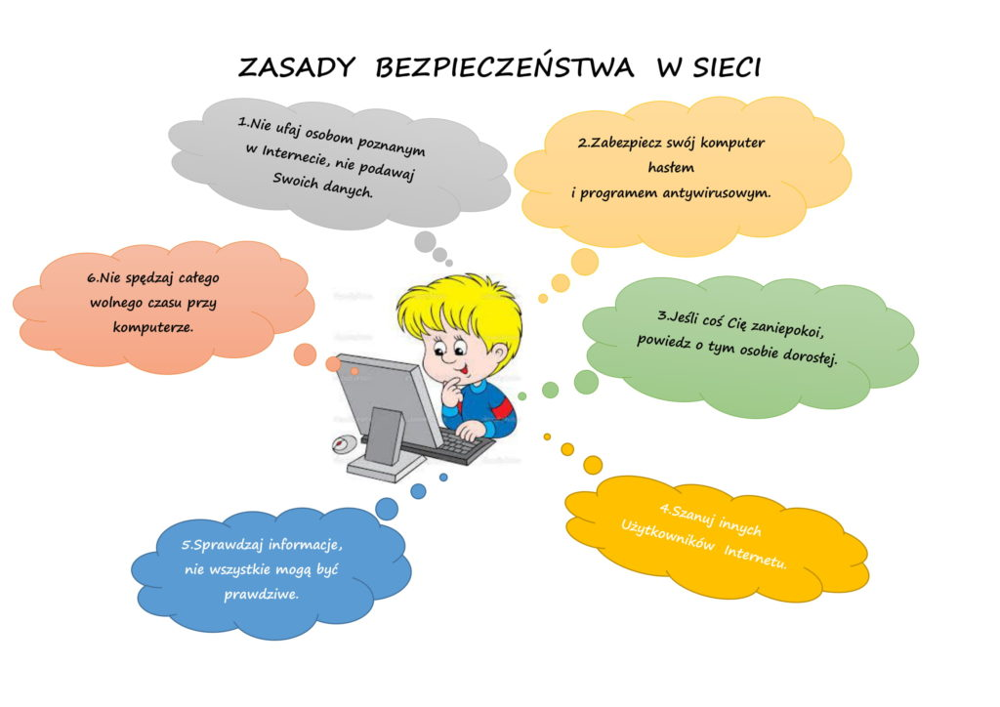 ZASADY BEZPIECZEŃSTWA W SIECI
1.Nie ufaj osobom poznanym
w Internecie, nie podawaj
Swoich danych.
2.Zabezpiecz swój komputer
hasłem
i programem antywirusowym.
3.Jeśli coś Cię zaniepokoi,
powiedz o tym osobie dorosłej.
4.Szanuj innych
Użytkowników Internetu.
5.Sprawdzaj informacje,
nie wszystkie mogą być
prawdziwe.
6.Nie spędzaj całego
wolnego czasu przy
komputerze.